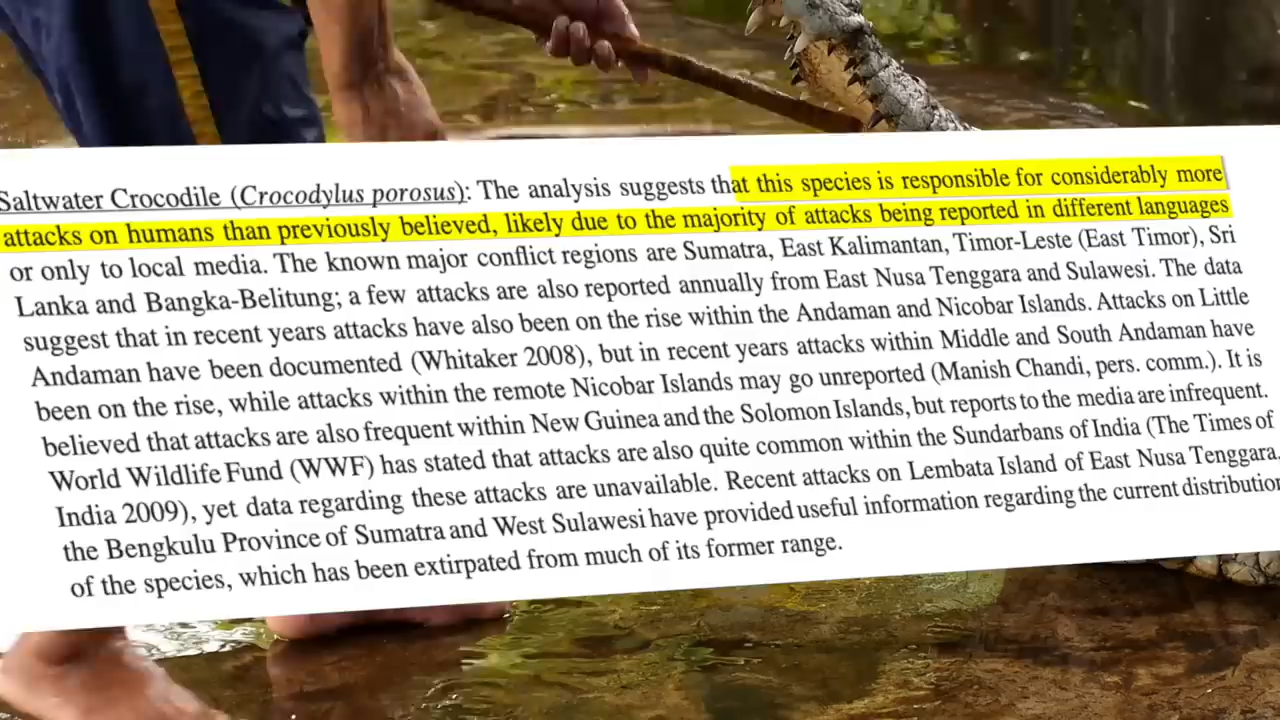 Saltwater Crocodile (Crocodylus porosus): The analysis suggests that this species is responsible for considerably more
attacks on humans than previously believed, likely due to the majority of attacks being reported in different languages
or only to local media. The known major conflict regions are Sumatra, East Kalimantan, Timor-Leste (East Timor), Sri
Lanka and Bangka-Belitung; a few attacks are also reported annually from East Nusa Tenggara and Sulawesi. The data
suggest that in recent years attacks have also been on the rise within the Andaman and Nicobar Islands. Attacks on Little
Andaman have been documented (Whitaker 2008), but in recent years attacks within Middle and South Andaman have
been on the rise, while attacks within the remote Nicobar Islands may go unreported (Manish Chandi, pers. comm.). It is
believed that attacks are also frequent within New Guinea and the Solomon Islands, but reports to the media are infrequent.
World Wildlife Fund (WWF) has stated that attacks are also quite common within the Sundarbans of India (The Times of
India 2009), yet data regarding these attacks are unavailable. Recent attacks on Lembata Island of East Nusa Tenggara,
the Bengkulu Province of Sumatra and West Sulawesi have provided useful information regarding the current distribution
of the species, which has been extirpated from much of its former range.